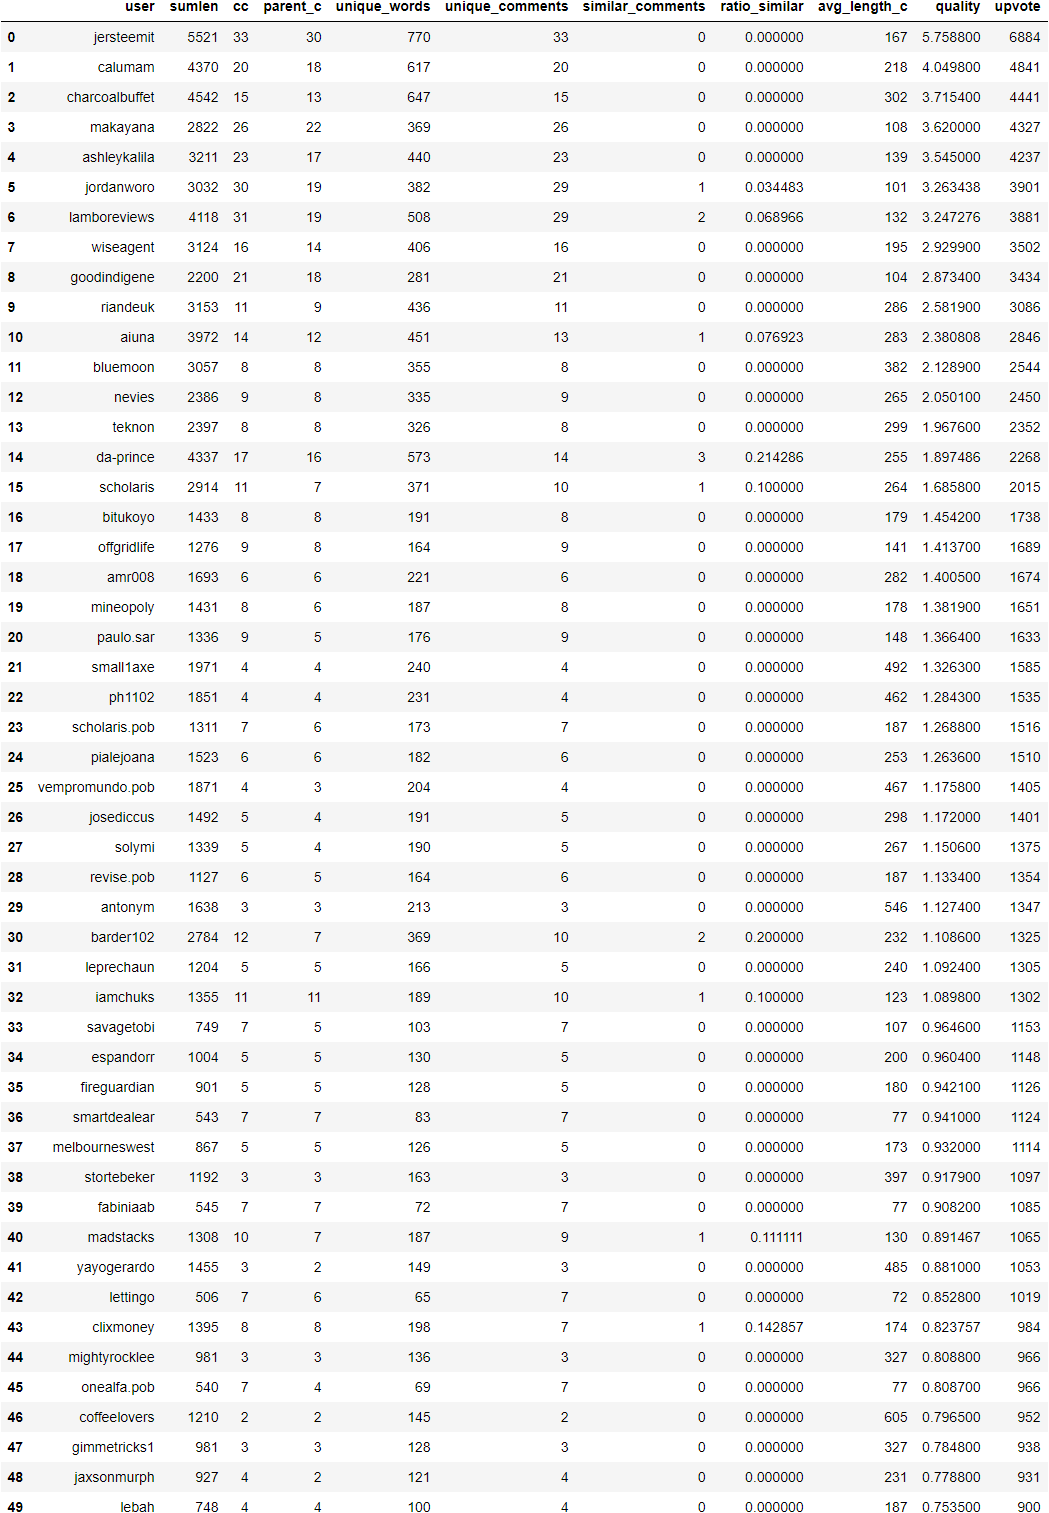 user sumlen cc parent_c unique_words unique_comments similar_comments ratio_similar avg_length_c quality upvote
0 jersteemit 5521 33 30 770 33 0 0.000000 167 5.758800 6884
1 calumam 4370 20 18 617 20 0 0.000000 218 4.049800 4841
2 charcoalbuffet 4542 15 13 647 15 0 0.000000 302 3.715400 4441
3 makayana 2822 26 22 369 26 0 0.000000 108 3.620000 4327
4 ashleykalila 3211 23 17 440 23 0 0.000000 139 3.545000 4237
5 jordanworo 3032 30 19 382 29 1 0.034483 101 3.263438 3901
6 lamboreviews 4118 31 19 508 29 2 0.068966 132 3.247276 3881
7 wiseagent 3124 16 14 406 16 0 0.000000 195 2.929900 3502
8 goodindigene 2200 21 18 281 21 0 0.000000 104 2.873400 3434
9 riandeuk 3153 11 9 436 11 0 0.000000 286 2.581900 3086
10 aiuna 3972 14 12 451 13 1 0.076923 283 2.380808 2846
11 bluemoon 3057 8 8 355 8 0 0.000000 382 2.128900 2544
12 nevies 2386 9 8 335 9 0 0.000000 265 2.050100 2450
13 teknon 2397 8 8 326 8 0 0.000000 299 1.967600 2352
14 da-prince 4337 17 16 573 14 3 0.214286 255 1.897486 2268
15 scholaris 2914 11 7 371 10 1 0.100000 264 1.685800 2015
16 bitukoyo 1433 8 8 191 8 0 0.000000 179 1.454200 1738
17 offgridlife 1276 9 8 164 9 0 0.000000 141 1.413700 1689
18 amr008 1693 6 6 221 6 0 0.000000 282 1.400500 1674
19 mineopoly 1431 8 6 187 8 0 0.000000 178 1.381900 1651
20 paulo.sar 1336 9 5 176 9 0 0.000000 148 1.366400 1633
21 small1axe 1971 4 4 240 4 0 0.000000 492 1.326300 1585
22 ph1102 1851 4 4 231 4 0 0.000000 462 1.284300 1535
23 scholaris.pob 1311 7 6 173 7 0 0.000000 187 1.268800 1516
24 pialejoana 1523 6 6 182 6 0 0.000000 253 1.263600 1510
25 vempromundo.pob 1871 4 3 204 4 0 0.000000 467 1.175800 1405
26 josediccus 1492 5 4 191 5 0 0.000000 298 1.172000 1401
27 solymi 1339 5 4 190 5 0 0.000000 267 1.150600 1375
28 revise.pob 1127 6 5 164 6 0 0.000000 187 1.133400 1354
29 antonym 1638 3 3 213 3 0 0.000000 546 1.127400 1347
30 barder102 2784 12 7 369 10 2 0.200000 232 1.108600 1325
31 leprechaun 1204 5 5 166 5 0 0.000000 240 1.092400 1305
32 iamchuks 1355 11 11 189 10 1 0.100000 123 1.089800 1302
33 savagetobi 749 7 5 103 7 0 0.000000 107 0.964600 1153
34 espandorr 1004 5 5 130 5 0 0.000000 200 0.960400 1148
35 fireguardian 901 5 5 128 5 0 0.000000 180 0.942100 1126
36 smartdealear 543 7 7 83 7 0 0.000000 77 0.941000 1124
37 melbourneswest 867 5 5 126 5 0 0.000000 173 0.932000 1114
38 stortebeker 1192 3 3 163 3 0 0.000000 397 0.917900 1097
39 fabiniaab 545 7 7 72 7 0 0.000000 77 0.908200 1085
40 madstacks 1308 10 7 187 9 1 0.111111 130 0.891467 1065
41 yayogerardo 1455 3 2 149 3 0 0.000000 485 0.881000 1053
42 lettingo 506 7 6 65 7 0 0.000000 72 0.852800 1019
43 clixmoney 1395 8 8 198 7 1 0.142857 174 0.823757 984
44 mightyrocklee 981 3 3 136 3 0 0.000000 327 0.808800 966
45 onealfa.pob 540 7 4 69 7 0 0.000000 77 0.808700 966
46 coffeelovers 1210 2 2 145 2 0 0.000000 605 0.796500 952
47 gimmetricks1 981 3 3 128 3 0 0.000000 327 0.784800 938
48 jaxsonmurph 927 4 2 121 4 0 0.000000 231 0.778800 931
49 lebah 748 4 4 100 4 0 0.000000 187 0.753500 900